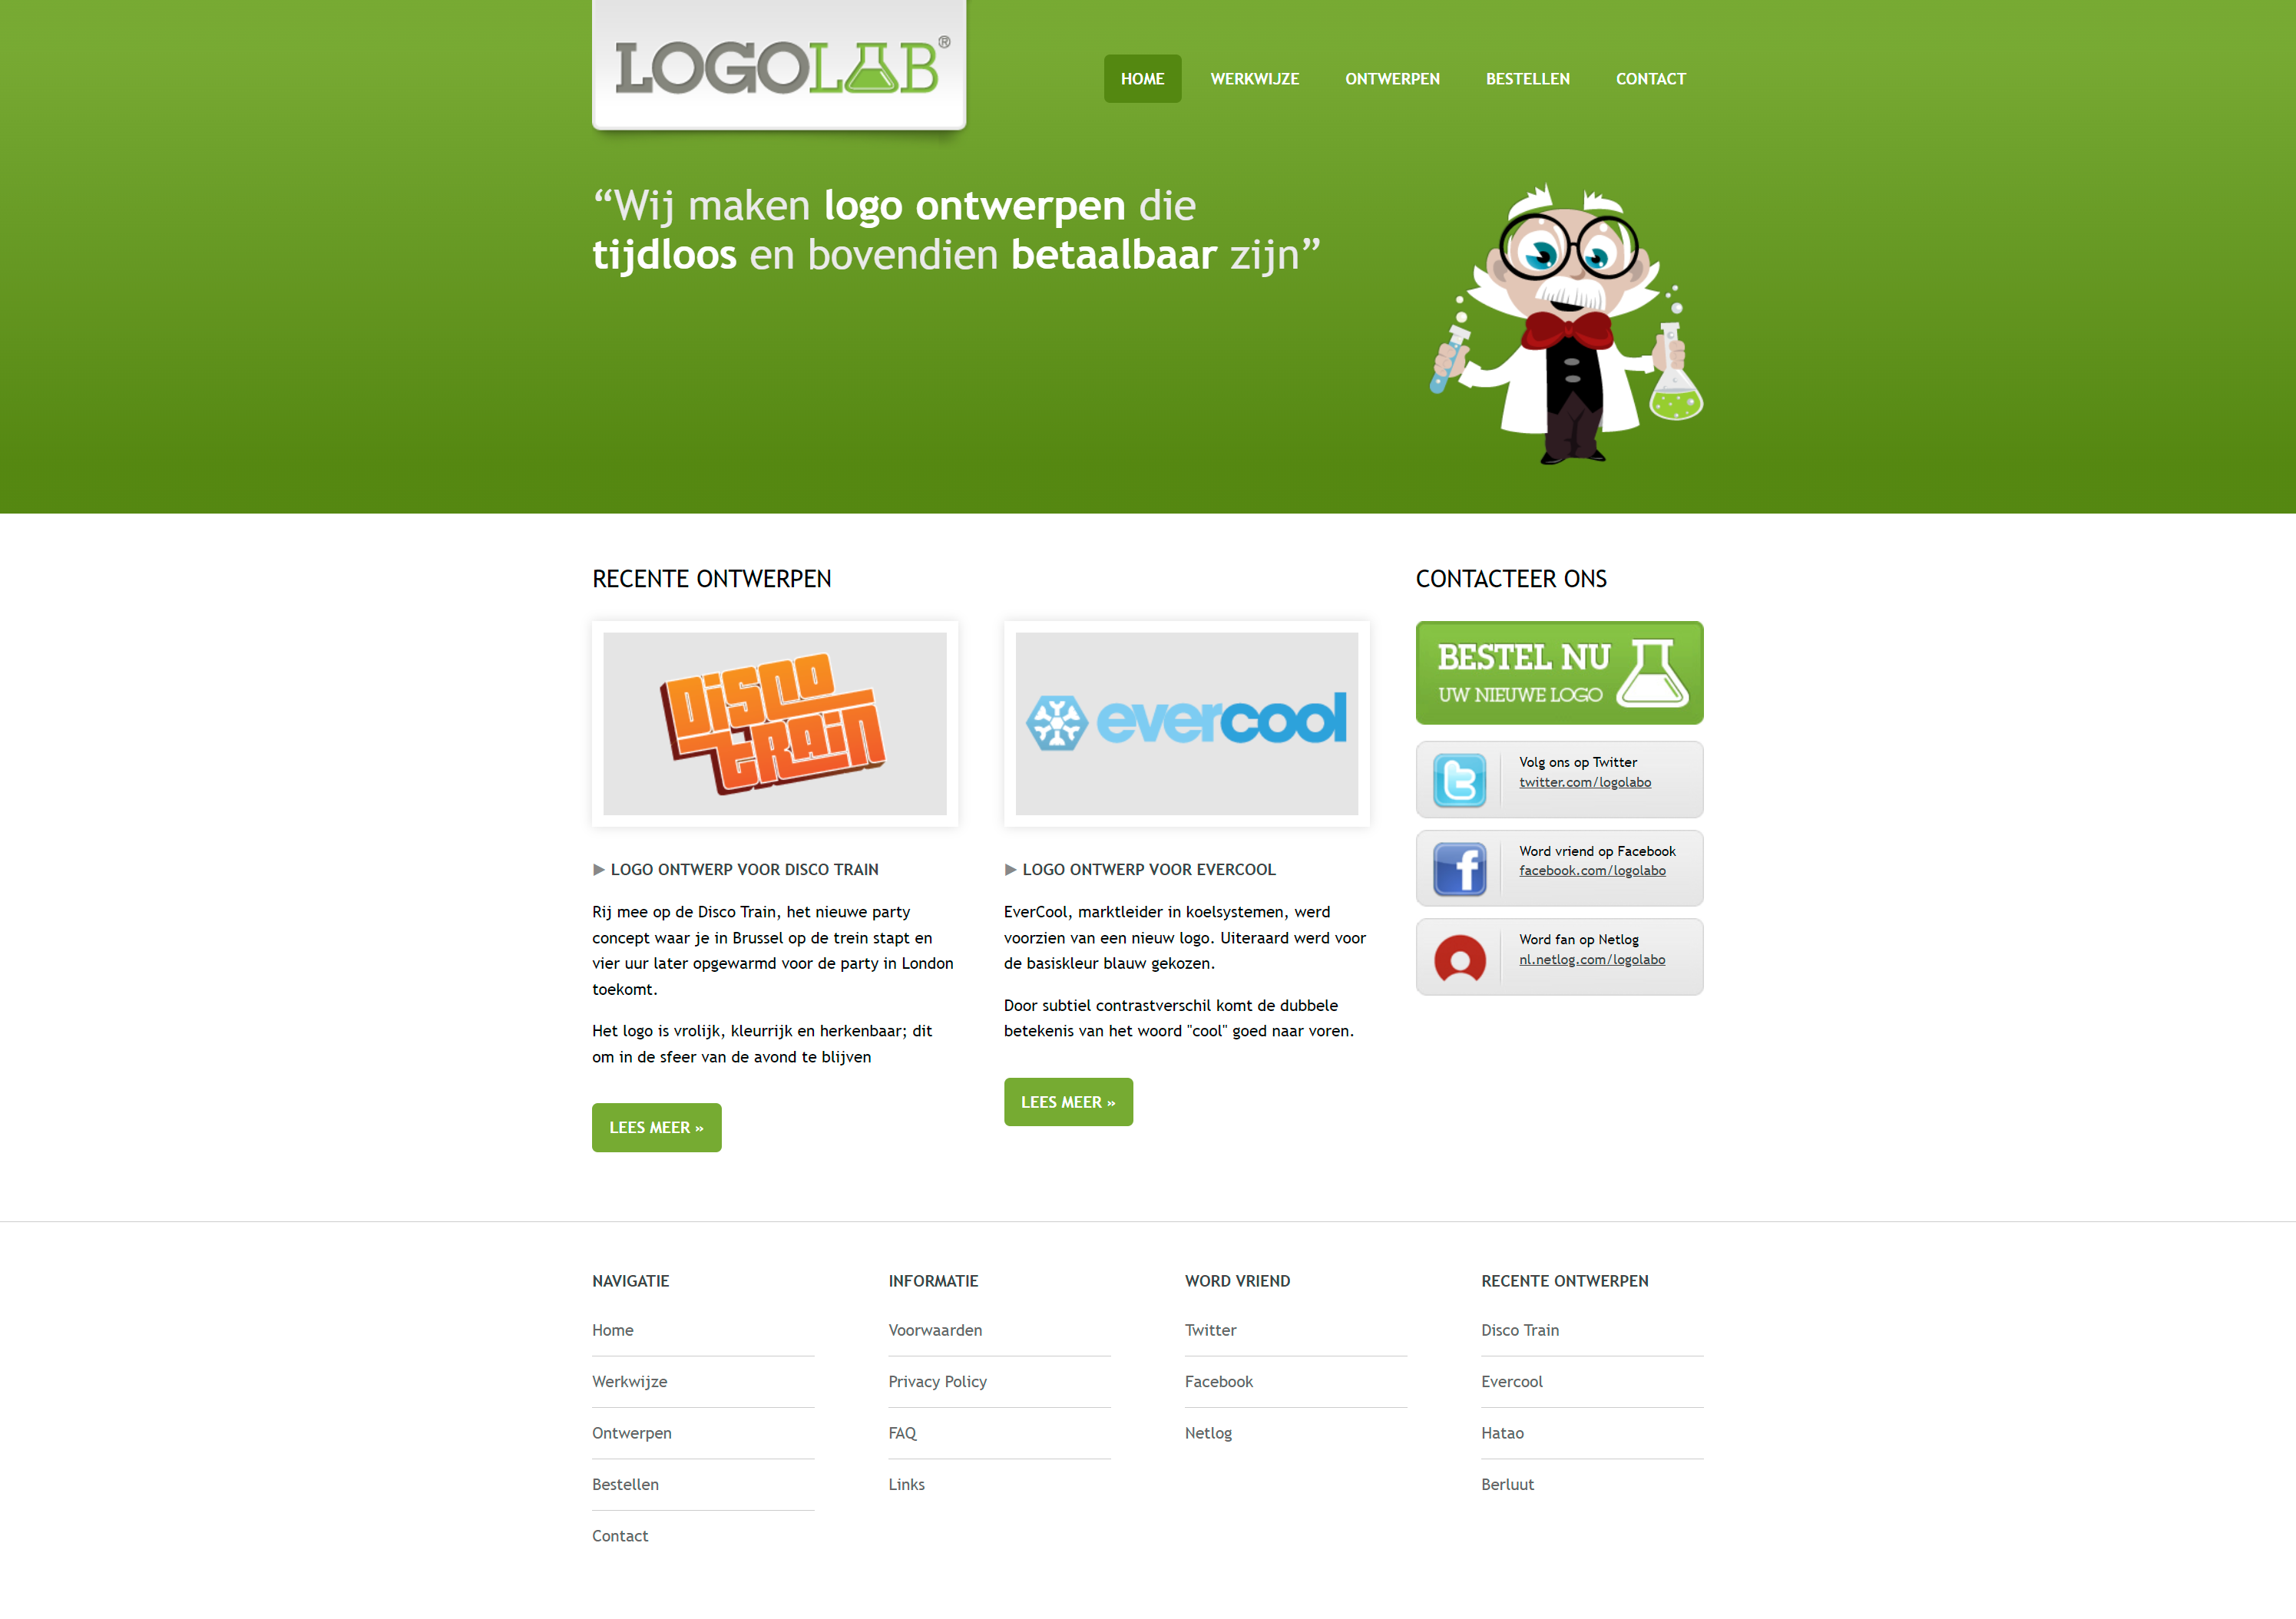 LOGOLAB®
HOME
WERKWIJZE
ONTWERPEN
BESTELLEN
CONTACT
“Wij maken logo ontwerpen die
tijdloos en bovendien betaalbaar zijn”
RECENTE ONTWERPEN
DISCO
TRAIN
LOGO ONTWERP VOOR DISCO TRAIN
Rij mee op de Disco Train, het nieuwe party
concept waar je in Brussel op de trein stapt en
vier uur later opgewarmd voor de party in London
toekomt.
Het logo is vrolijk, kleurrijk en herkenbaar; dit
om in de sfeer van de avond te blijven
LEES MEER »
evercool
LOGO ONTWERP VOOR EVERCOOL
EverCool, marktleider in koelsystemen, werd
voorzien van een nieuw logo. Uiteraard werd voor
de basiskleur blauw gekozen.
Door subtiel contrastverschil komt de dubbele
betekenis van het woord "cool" goed naar voren.
LEES MEER »
CONTACTEER ONS
BESTEL NU
UW NIEUWE LOGO
Volg ons op Twitter
twitter.com/logolabo
Word vriend op Facebook
facebook.com/logolabo
Word fan op Netlog
nl.netlog.com/logolabo
NAVIGATIE
Home
Werkwijze
Ontwerpen
Bestellen
Contact
INFORMATIE
Voorwaarden
Privacy Policy
FAQ
Links
WORD VRIEND
Twitter
Facebook
Netlog
RECENTE ONTWERPEN
Disco Train
Evercool
Hatao
Berluut